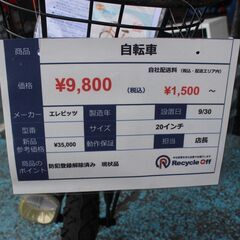 商品 自転車
自社配送料（税込・配送エリア内）
価格 ¥9,800 (税込) ¥1,500 〜
メーカー エレビッツ 製造年 設置日 9/30
型番 サイズ 20インチ
新品参考価格 ¥35,000 動作保証 担当 店長
商品のポイント 防犯登録解除済み 現状品
Recycle Off